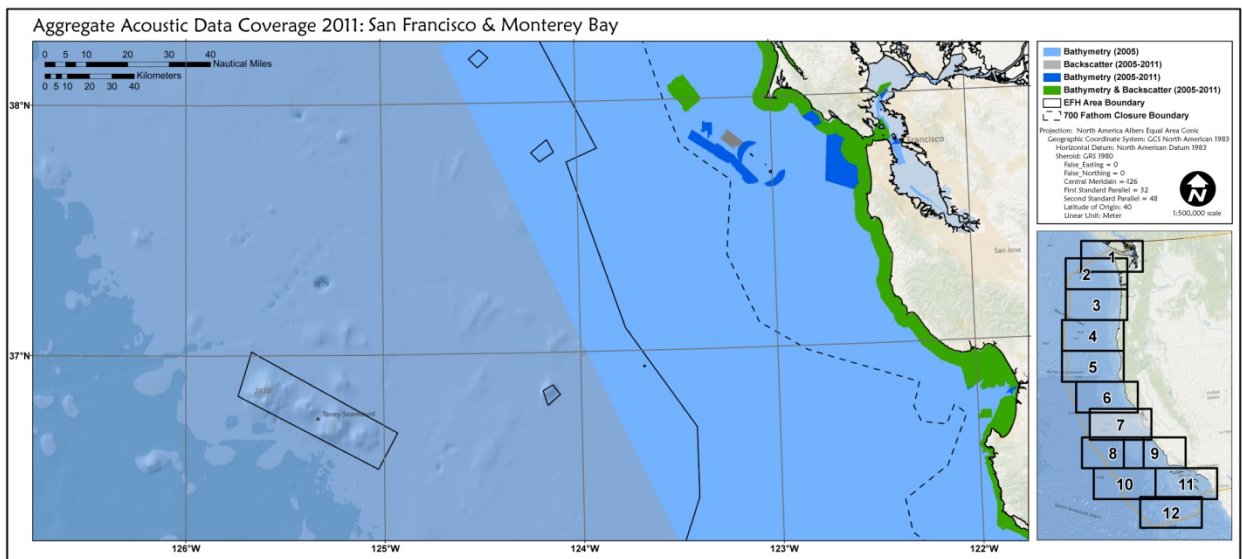 Aggregate Acoustic Data Coverage 2011: San Francisco & Monterey Bay
0 5 10 20 30 40
Nautical Miles
Kilometers
0 5 10 20 30 40
38°N
37°N
126°W
125°W
124°W
123°W
122°W
Francisco
San Jose
2410
Taney Seamount
Bathymetry (2005)
Backscatter (2005-2011)
Bathymetry (2005-2011)
Bathymetry & Backscatter (2005-2011)
EFH Area Boundary
700 Fathom Closure Boundary
Projection: North America Albers Equal Area Conic
Geographic Coordinate System: GCS North American 1983
Horizontal Datum: North American Datum 1983
Sheroid: GRS 1980
False_Easting = 0
False_Northing = 0
Central Meridain =-126
First Standard Parallel = 32
Second Standard Parallel = 48
Latitude of Origin: 40
Linear Unit: Meter
N
1:500,000 scale
1
2
3
4
5
6
7
8
9
10
11
12